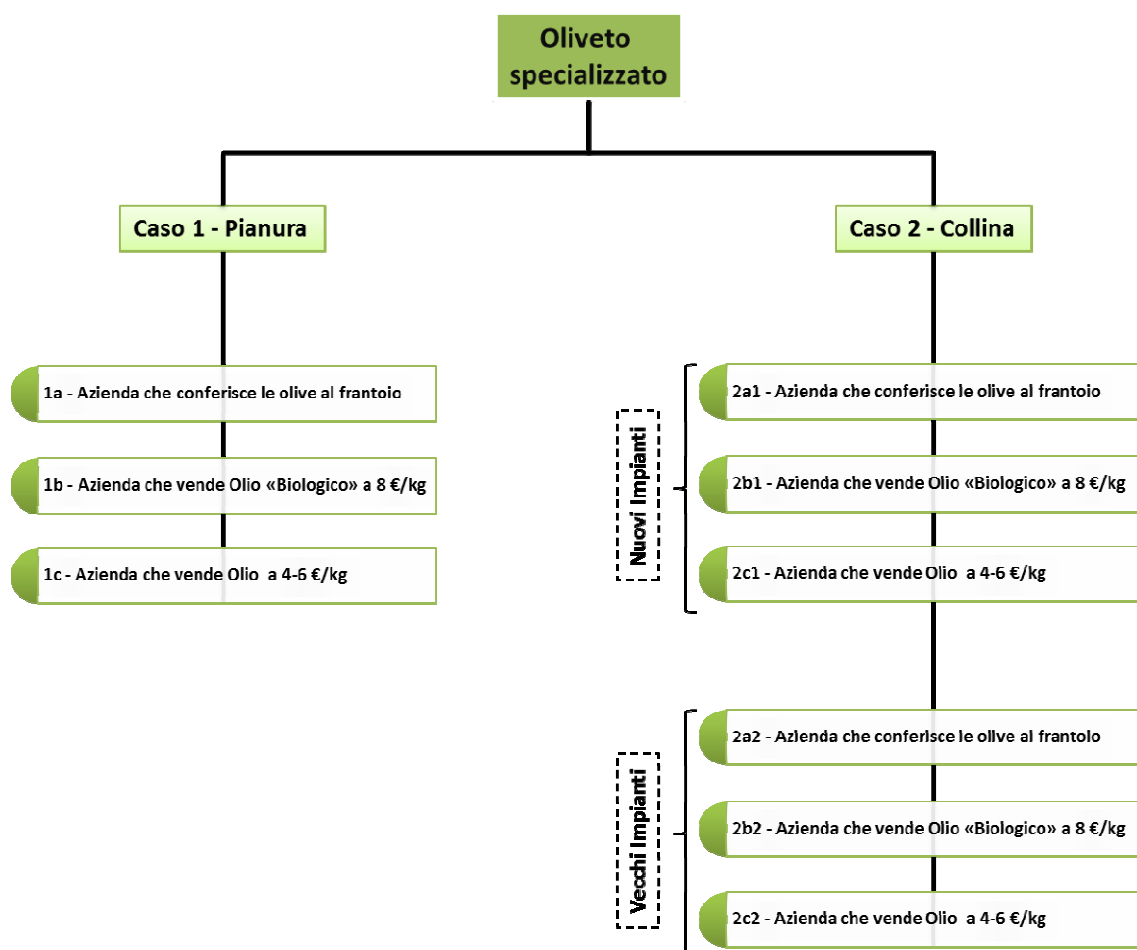 Oliveto
specializzato
Caso 1 - Pianura
1a - Azienda che conferisce le olive al frantoio
1b - Azienda che vende Olio «Biologico» a 8 €/kg
1c - Azienda che vende Olio a 4-6 €/kg
Caso 2 - Collina
Nuovi Impianti
2a1 - Azienda che conferisce le olive al frantoio
2b1 - Azienda che vende Olio «Biologico» a 8 €/kg
2c1 - Azienda che vende Olio a 4-6 €/kg
Vecchi Impianti
2a2 - Azienda che conferisce le olive al frantoio
2b2 - Azienda che vende Olio «Biologico» a 8 €/kg
2c2 - Azienda che vende Olio a 4-6 €/kg